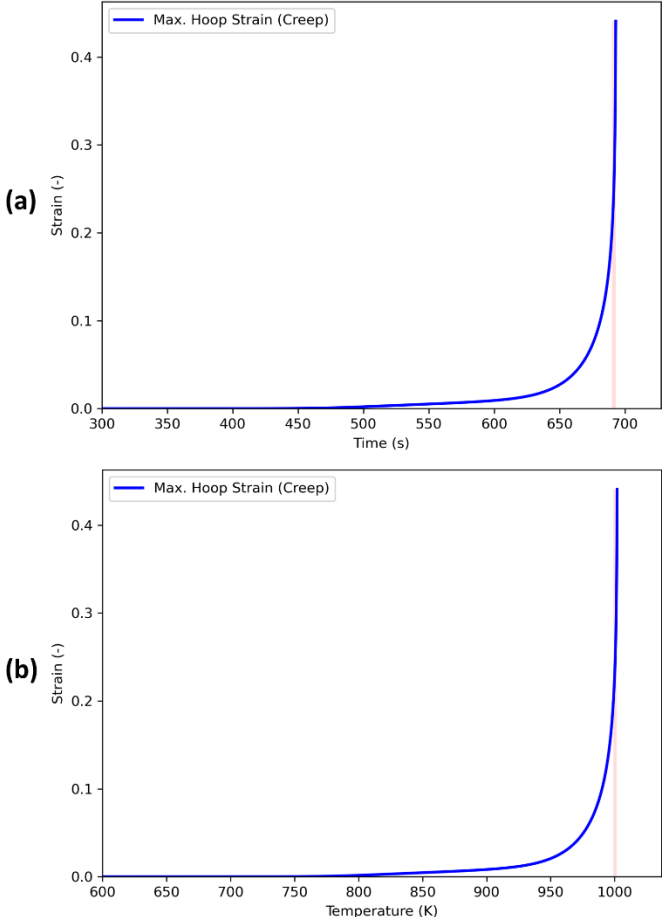 Max. Hoop Strain (Creep)
0.4
0.3
(a)
Strain (-)
0.2
0.1
0.0
300 350 400 450 500 550 600 650 700
Time (s)
Max. Hoop Strain (Creep)
0.4
0.3
(b)
Strain (-)
0.2
0.1
0.0
600 650 700 750 800 850 900 950 1000
Temperature (K)